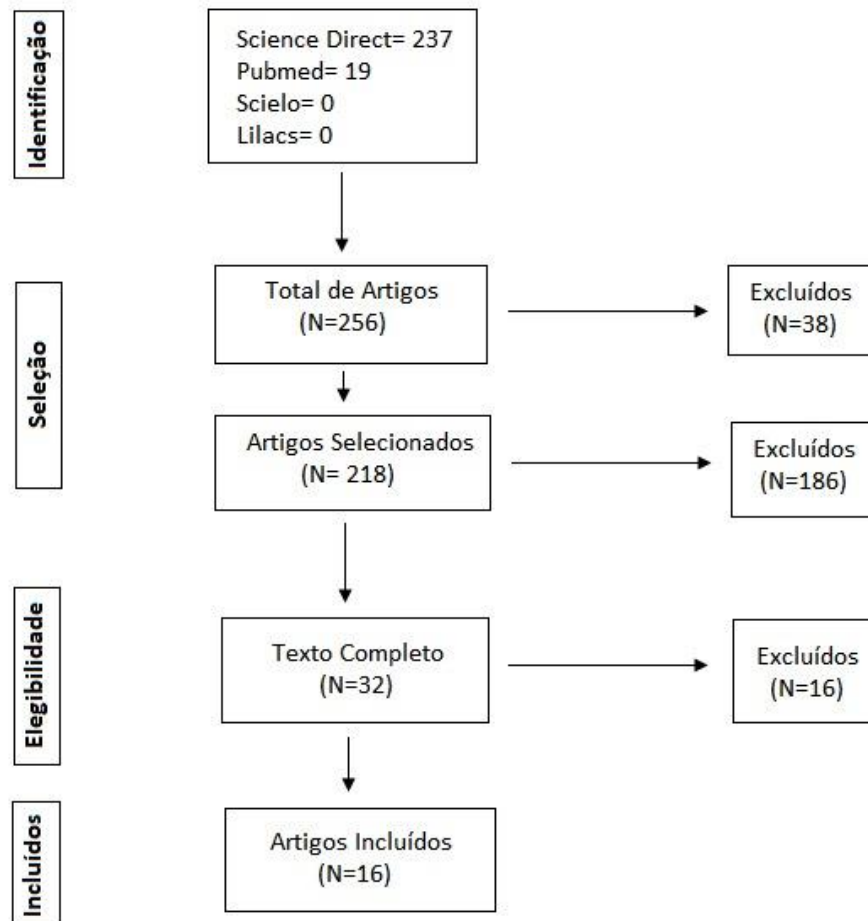 Identificação
Science Direct= 237
Pubmed= 19
Scielo= 0
Lilacs= 0
Seleção
Total de Artigos
(N=256)
Excluídos
(N=38)
Artigos Selecionados
(N= 218)
Excluídos
(N=186)
Elegibilidade
Texto Completo
(N=32)
Excluídos
(N=16)
Incluídos
Artigos Incluídos
(N=16)